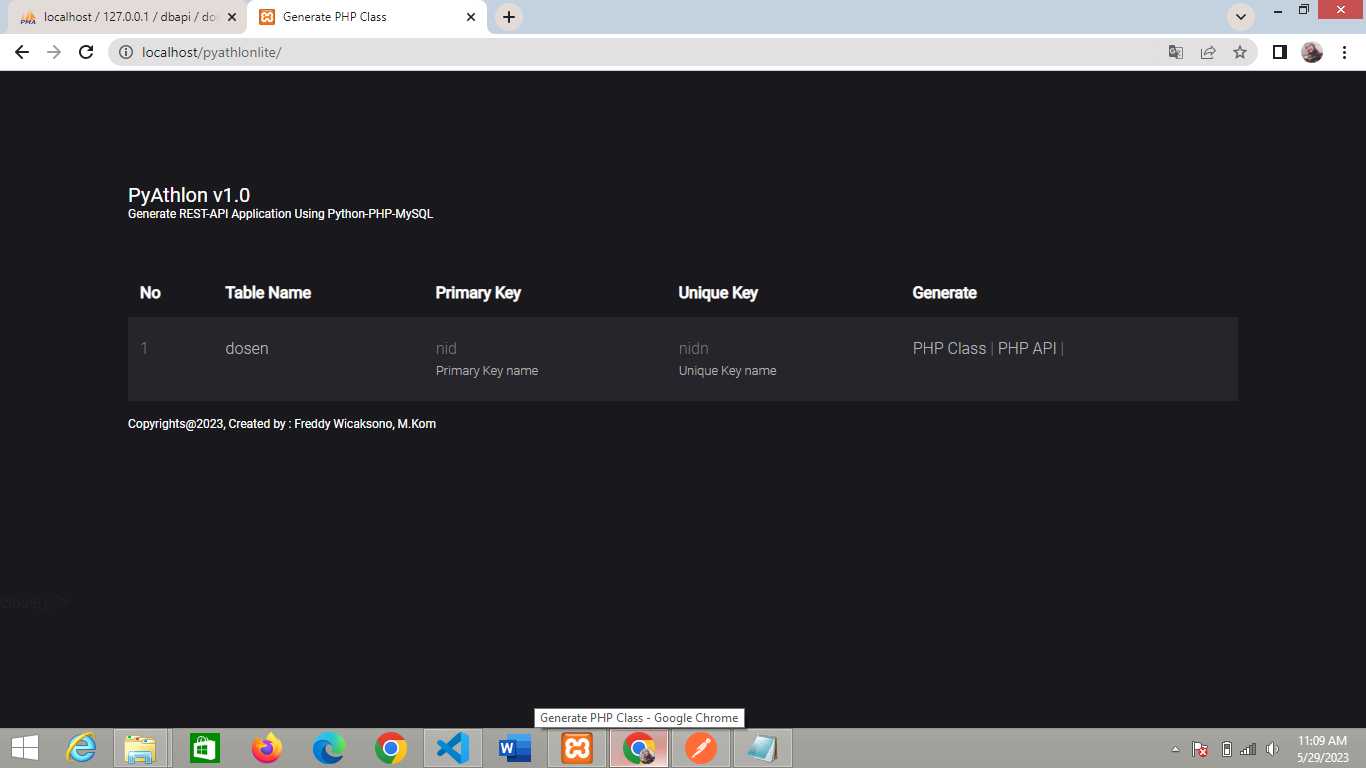 localhost / 127.0.0.1 / dbapi / dos
Generate PHP Class
localhost/pyathlonlite/
PyAthlon v1.0
Generate REST-API Application Using Python-PHP-MySQL
No Table Name Primary Key Unique Key Generate
1 dosen nid nidn PHP Class | PHP API |
Primary Key name Unique Key name
Copyrights@2023, Created by : Freddy Wicaksono, M.Kom
close(); ?>
Generate PHP Class - Google Chrome
11:09 AM
5/29/2023